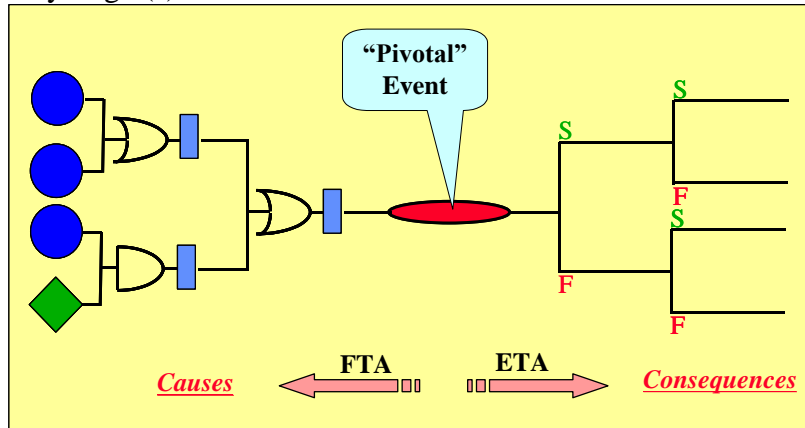 “Pivotal”
Event
S
S
F
S
F
F
FTA
ETA
Causes
Consequences